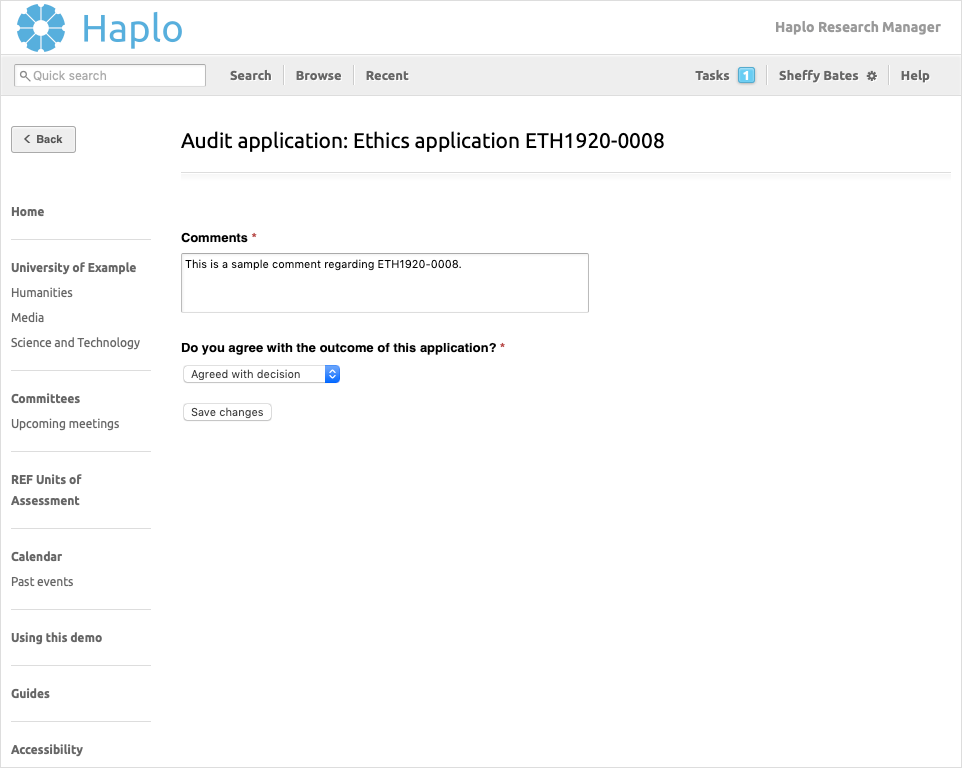 Haplo
Haplo Research Manager
Quick search
Search
Browse
Recent
Tasks 1
Sheffy Bates
Help
Back
Audit application: Ethics application ETH1920-0008
Home
University of Example
Humanities
Media
Science and Technology
Committees
Upcoming meetings
REF Units of
Assessment
Calendar
Past events
Using this demo
Guides
Accessibility
Comments *
This is a sample comment regarding ETH1920-0008.
Do you agree with the outcome of this application? *
Agreed with decision
Save changes